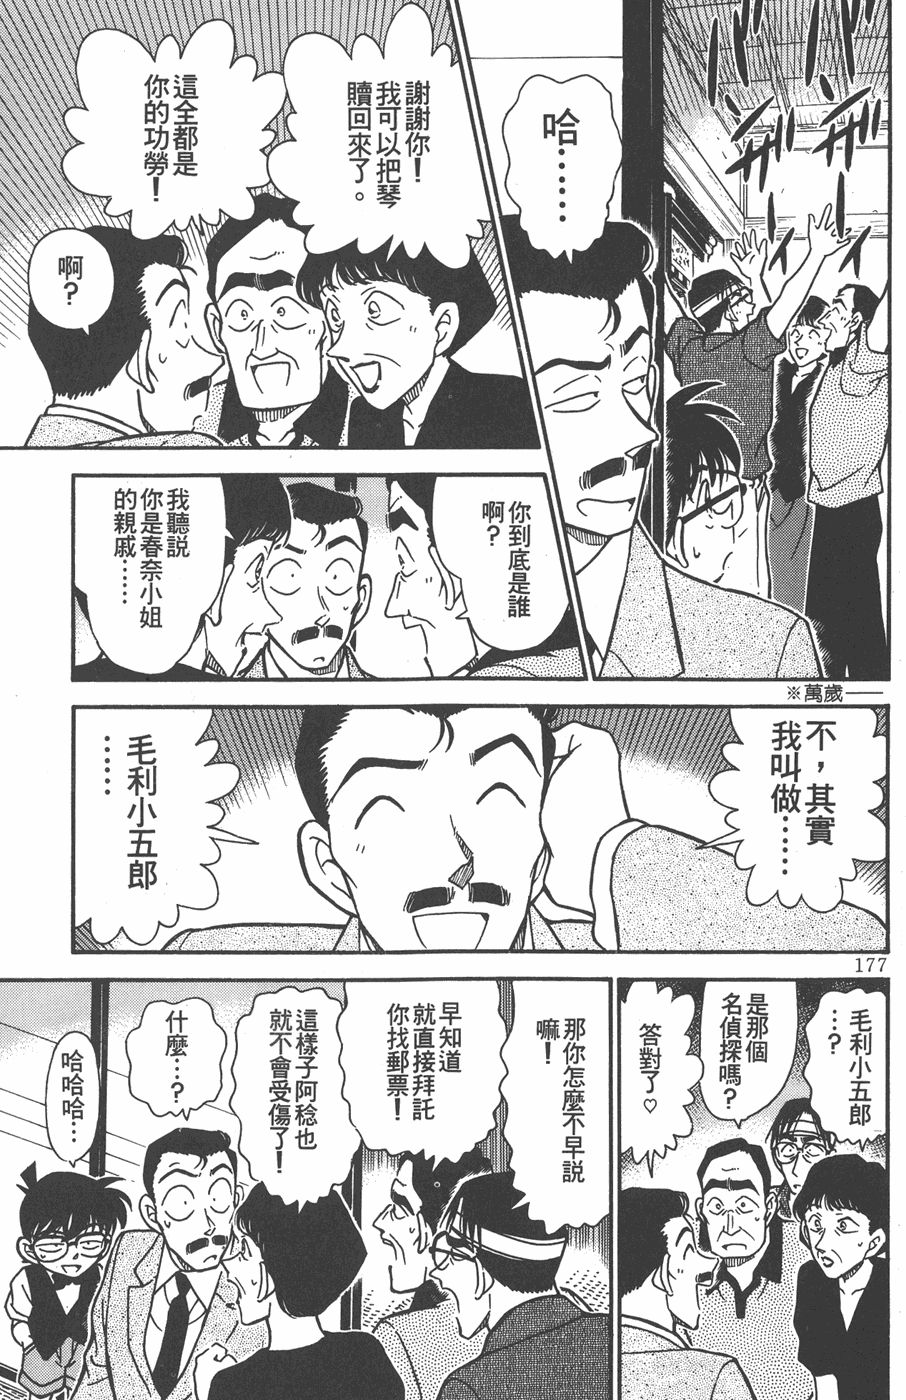 哈……
謝謝你！
我可以把琴
贖回來了。
這全都是
你的功勞！
啊？
※萬歲——
你到底是誰
啊？
我聽說
你是春奈小姐
的親戚……
不，其實
我叫做……
毛利小五郎
……
177
毛利小五郎
…？
是那個
名偵探嗎？
答對了♡
那你怎麼不早說
嘛！
早知道
就直接拜託
你找郵票！
這樣子阿稔也
就不會受傷了！
什麼…？
哈哈哈…